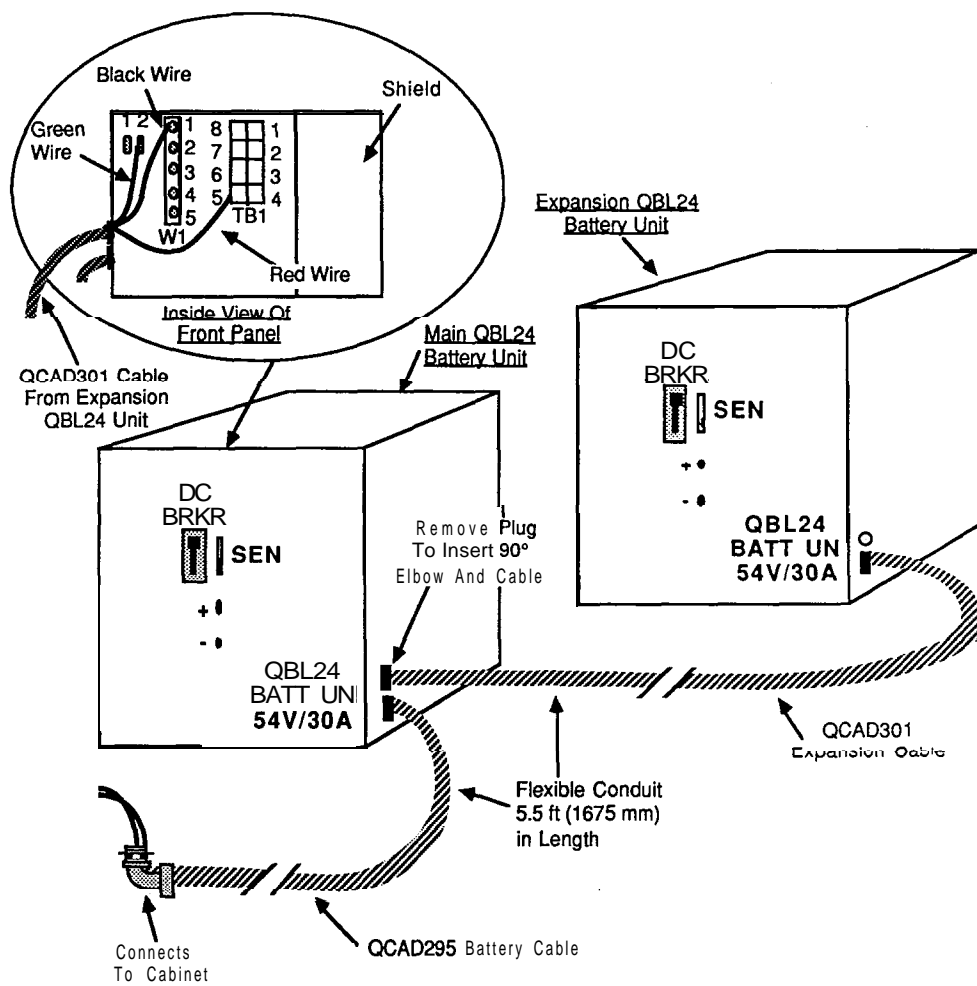 Black Wire
Shield
Green
Wire
1 2
1
2
3
4
5
W1
8
7
6
5
1
2
3
4
TB1
Red Wire
Inside View Of
Front Panel
QCAD301 Cable
From Expansion
QBL24 Unit
Main QBL24
Battery Unit
Expansion QBL24
Battery Unit
DC
BRKR
SEN
+
-
QBL24
BATT UN
54V/30A
DC
BRKR
SEN
+
-
QBL24
BATT UN
54V/30A
Remove Plug
To Insert 90°
Elbow And Cable
QCAD301
Expansion Cable
Flexible Conduit
5.5 ft (1675 mm)
in Length
QCAD295 Battery Cable
Connects
To Cabinet